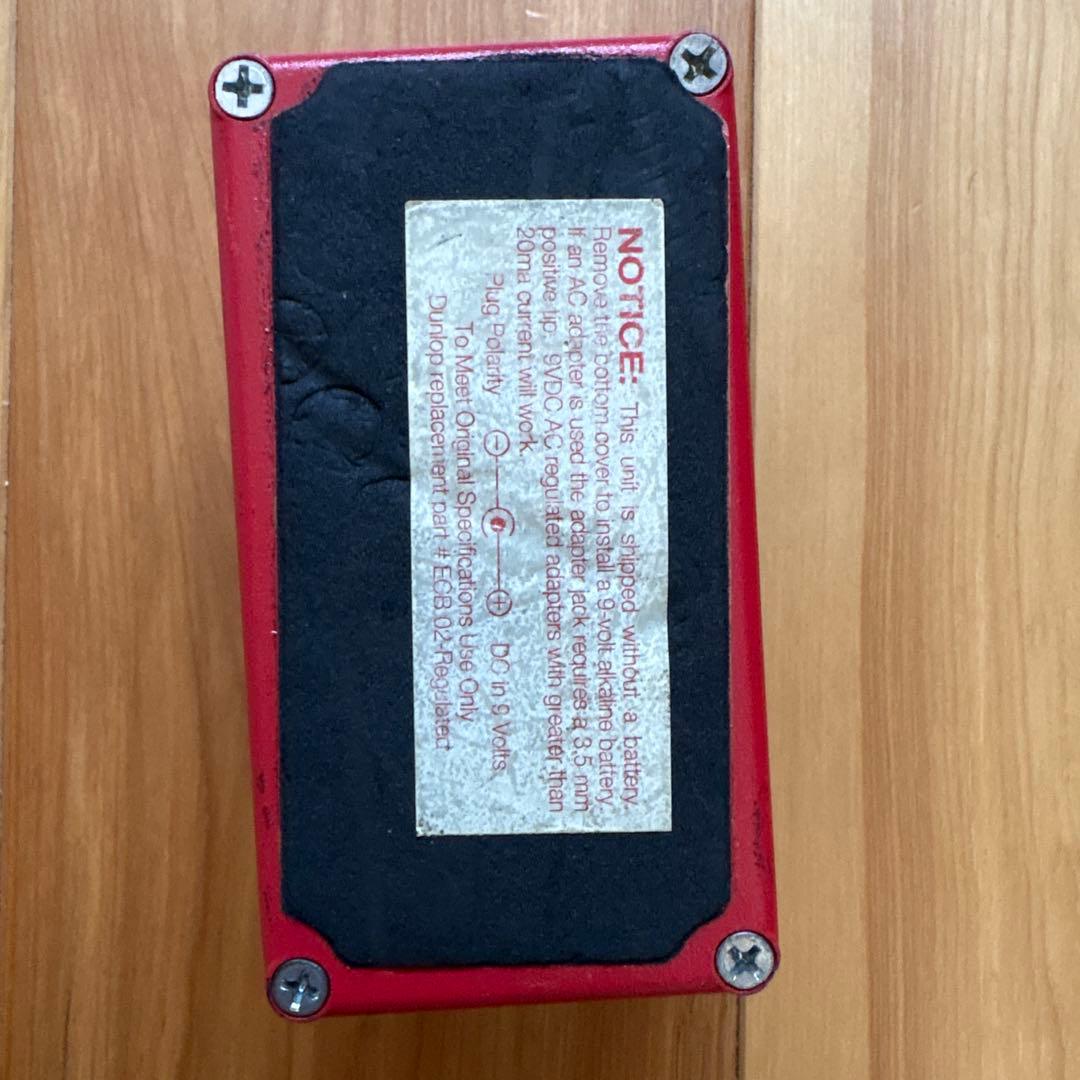 NOTICE: This unit is shipped without a battery.
Remove the bottom cover to install a 9-volt alkaline battery.
If an AC adapter is used the adapter jack requires a 3.5 mm
positive tip. 9VDC AC regulated adapters with greater than
20ma current will work.
Plug Polarity - + DC in 9 Volts
To Meet Original Specifications Use Only
Dunlop replacement part # ECB 02-Regulated